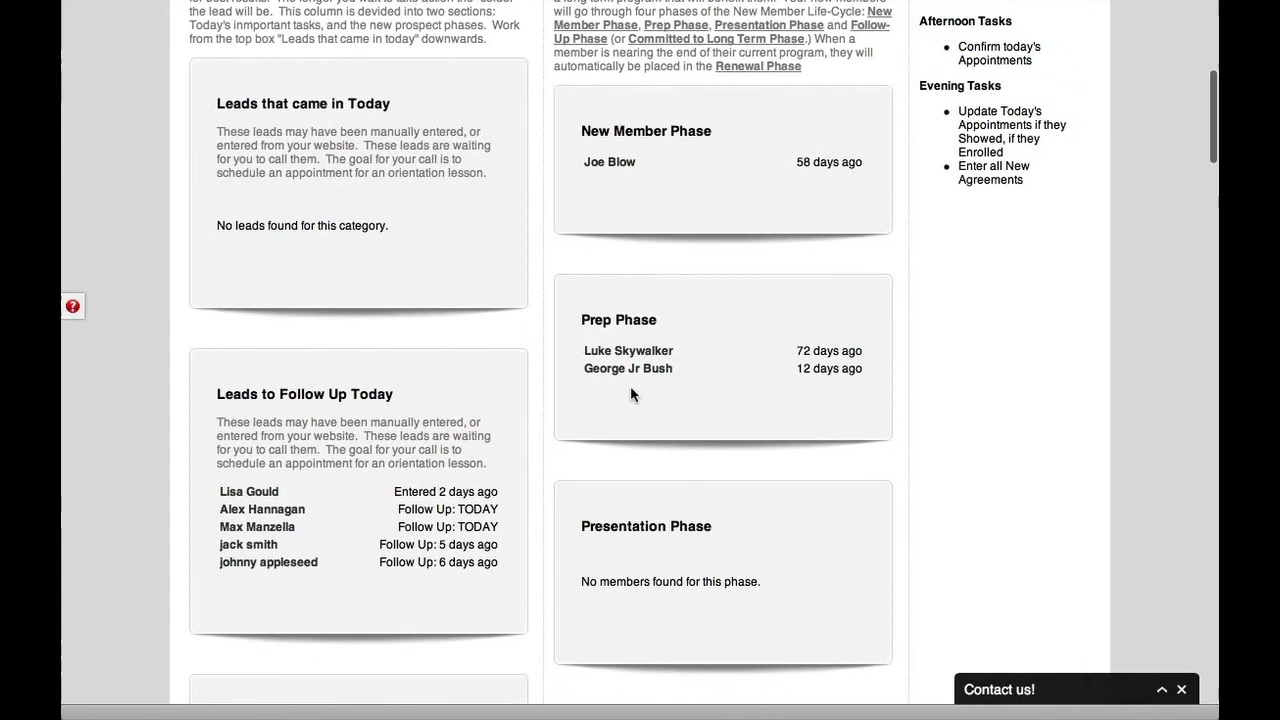 the lead will be.  This column is devided into two sections:
Today's inmportant tasks, and the new prospect phases.  Work
from the top box "Leads that came in today" downwards.
Leads that came in Today
These leads may have been manually entered, or
entered from your website.  These leads are waiting
for you to call them.  The goal for your call is to
schedule an appointment for an orientation lesson.
No leads found for this category.
Leads to Follow Up Today
These leads may have been manually entered, or
entered from your website.  These leads are waiting
for you to call them.  The goal for your call is to
schedule an appointment for an orientation lesson.
Lisa Gould Entered 2 days ago
Alex Hannagan Follow Up: TODAY
Max Manzella Follow Up: TODAY
jack smith Follow Up: 5 days ago
johnny appleseed Follow Up: 6 days ago
will go through four phases of the New Member Life-Cycle: New
Member Phase, Prep Phase, Presentation Phase and Follow-
Up Phase (or Committed to Long Term Phase.) When a
member is nearing the end of their current program, they will
automatically be placed in the Renewal Phase
New Member Phase
Joe Blow 58 days ago
Prep Phase
Luke Skywalker 72 days ago
George Jr Bush 12 days ago
Presentation Phase
No members found for this phase.
Afternoon Tasks
Confirm today's
Appointments
Evening Tasks
Update Today's
Appointments if they
Showed, if they
Enrolled
Enter all New
Agreements
?
Contact us!